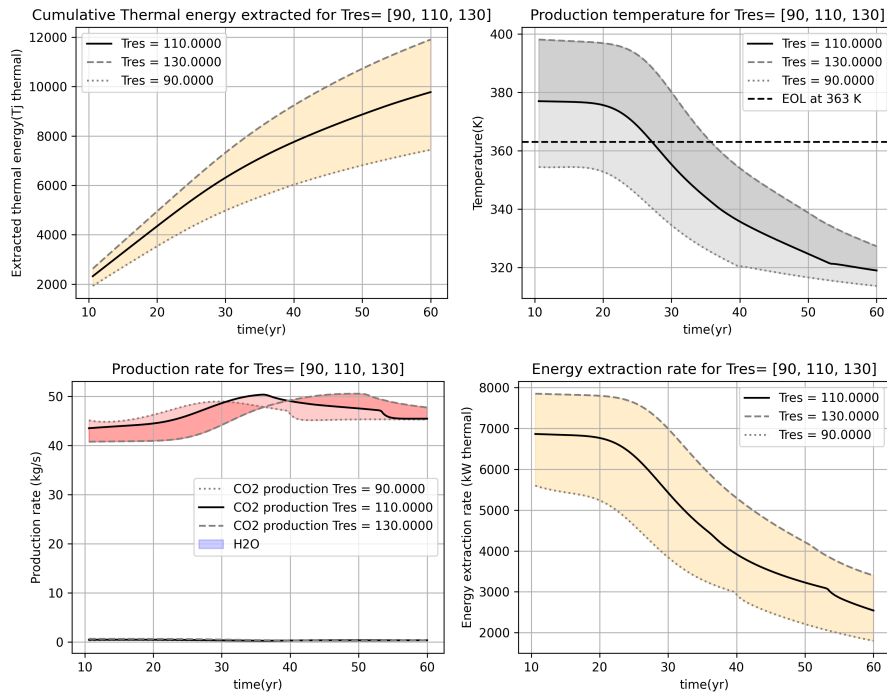 Cumulative Thermal energy extracted for Tres= [90, 110, 130]
Extracted thermal energy(Tj thermal)
12000
10000
8000
6000
4000
2000
Tres = 110.0000
Tres = 130.0000
Tres = 90.0000
10 20 30 40 50 60
time(yr)
Production temperature for Tres= [90, 110, 130]
Temperature(K)
400
380
360
340
320
Tres = 110.0000
Tres = 130.0000
Tres = 90.0000
EOL at 363 K
10 20 30 40 50 60
time(yr)
Production rate for Tres= [90, 110, 130]
Production rate (kg/s)
50
40
30
20
10
0
CO2 production Tres = 90.0000
CO2 production Tres = 110.0000
CO2 production Tres = 130.0000
H2O
10 20 30 40 50 60
time(yr)
Energy extraction rate for Tres= [90, 110, 130]
Energy extraction rate (kW thermal)
8000
7000
6000
5000
4000
3000
2000
Tres = 110.0000
Tres = 130.0000
Tres = 90.0000
10 20 30 40 50 60
time(yr)